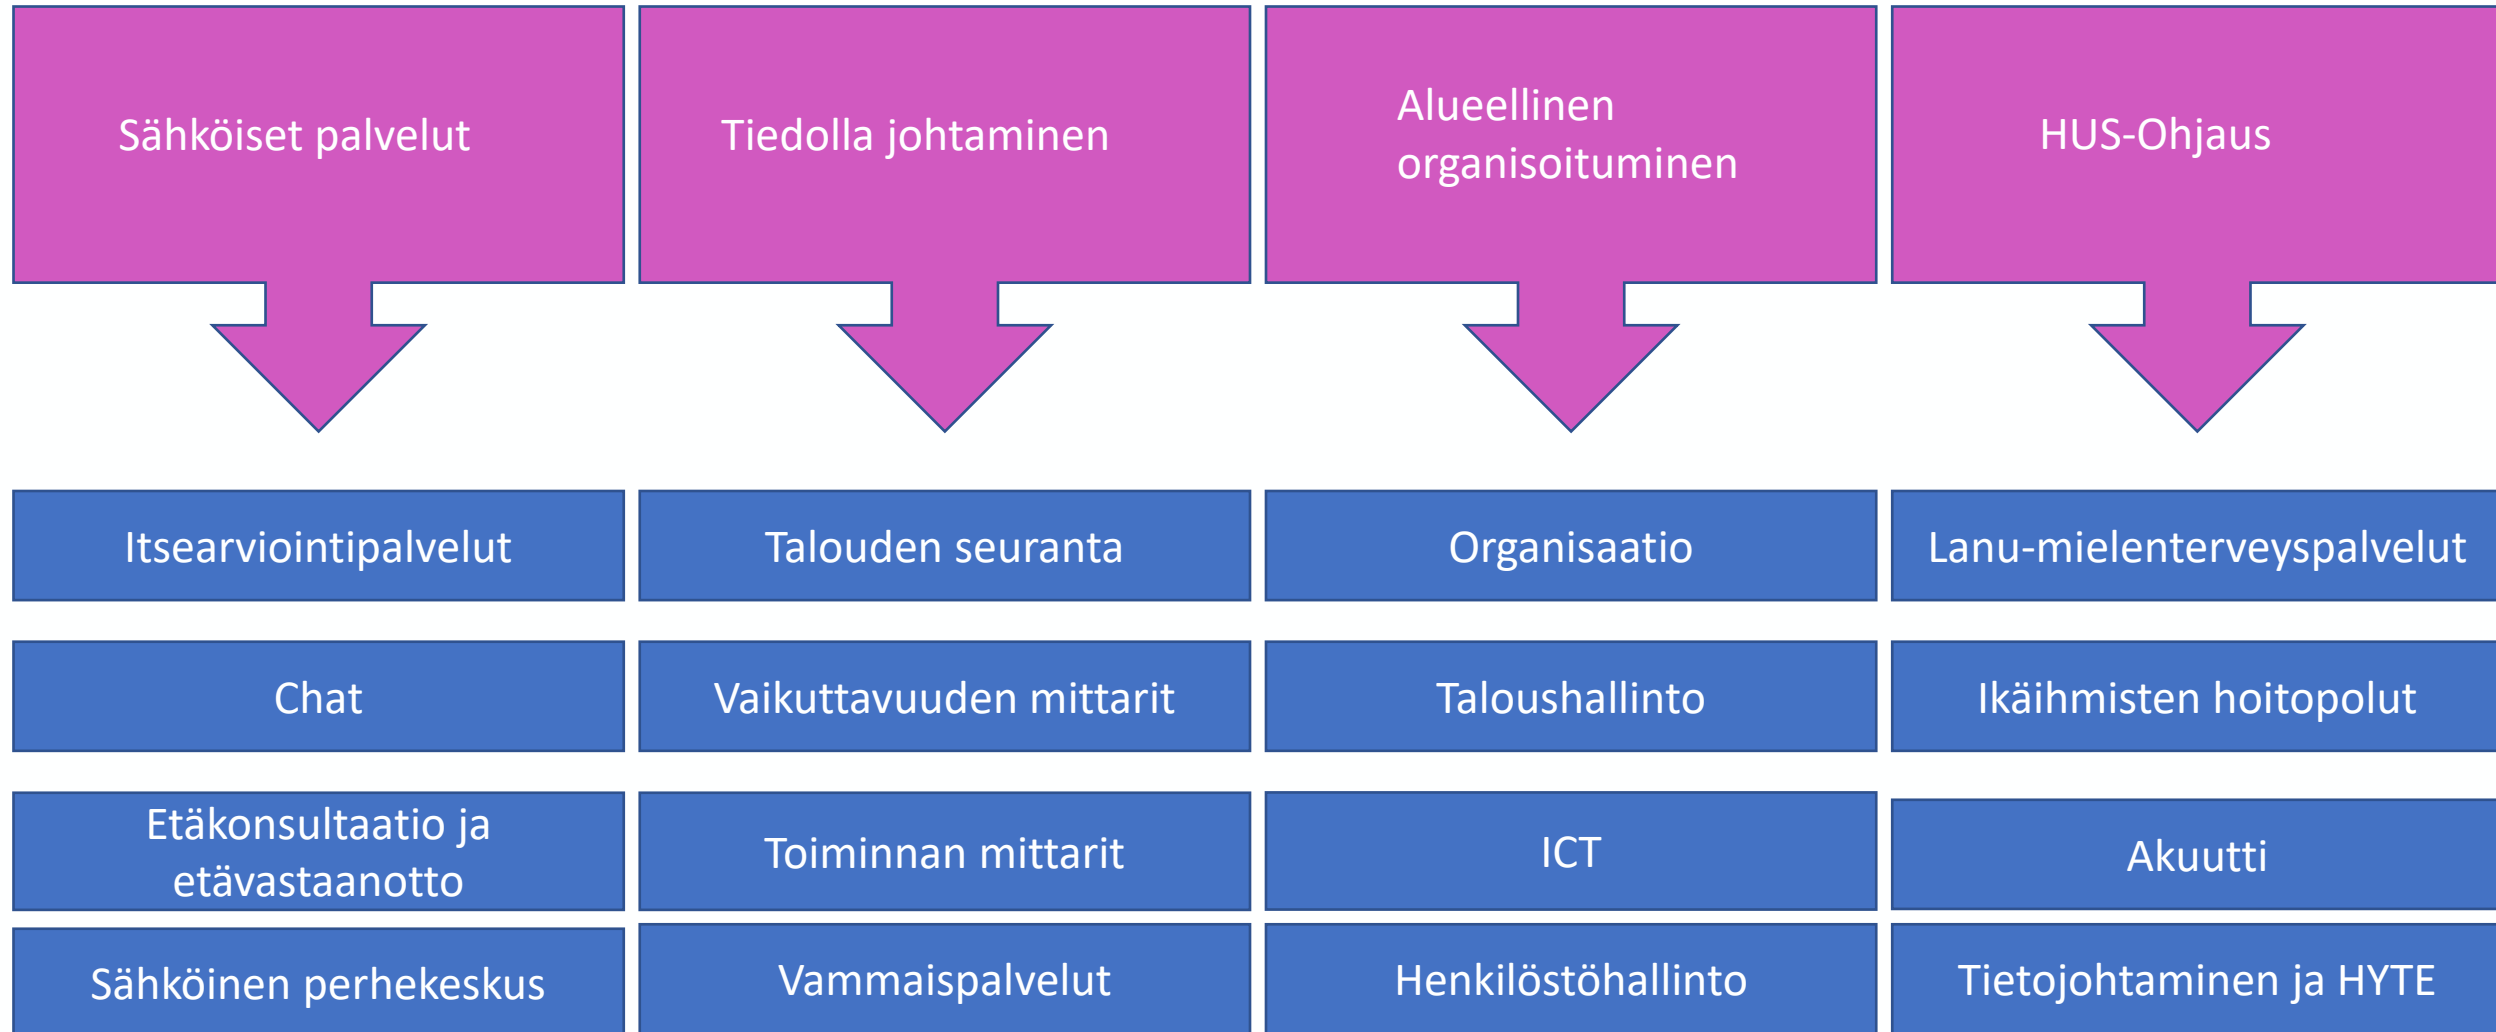 Sähköiset palvelut
Tiedolla johtaminen
Alueellinen
organisoituminen
HUS-Ohjaus
Itsearviointipalvelut
Talouden seuranta
Organisaatio
Lanu-mielenterveyspalvelut
Chat
Vaikuttavuuden mittarit
Taloushallinto
Ikäihmisten hoitopolut
Etäkonsultaatio ja
etävastaanotto
Toiminnan mittarit
ICT
Akuutti
Sähköinen perhekeskus
Vammaispalvelut
Henkilöstöhallinto
Tietojohtaminen ja HYTE